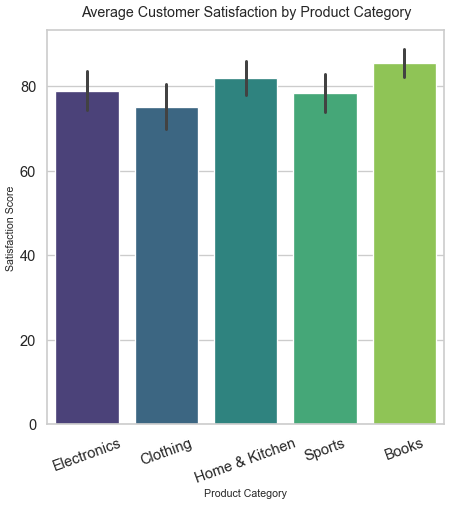 Average Customer Satisfaction by Product Category
Satisfaction Score
80
60
40
20
0
Electronics
Clothing
Home & Kitchen
Sports
Books
Product Category